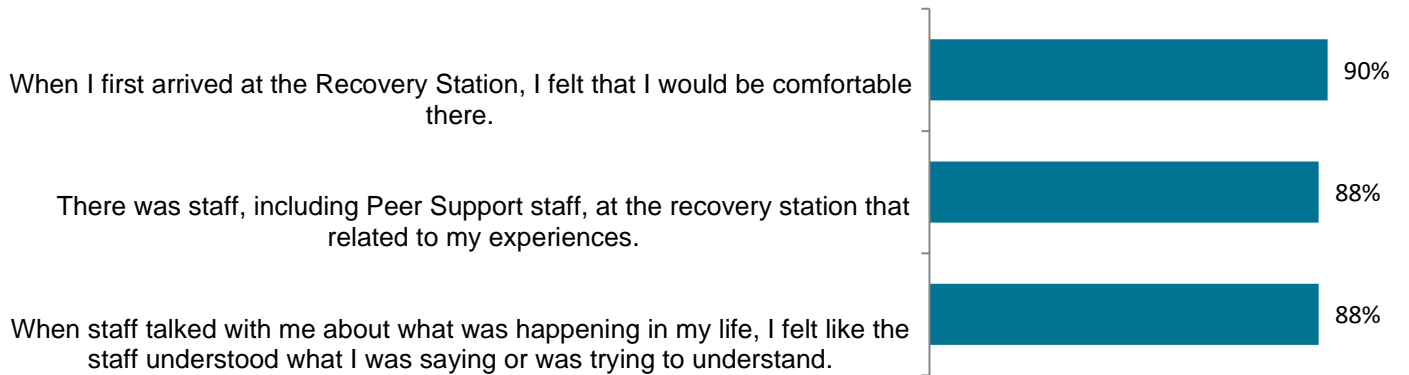 When I first arrived at the Recovery Station, I felt that I would be comfortable
there.
90%
There was staff, including Peer Support staff, at the recovery station that
related to my experiences.
88%
When staff talked with me about what was happening in my life, I felt like the
staff understood what I was saying or was trying to understand.
88%